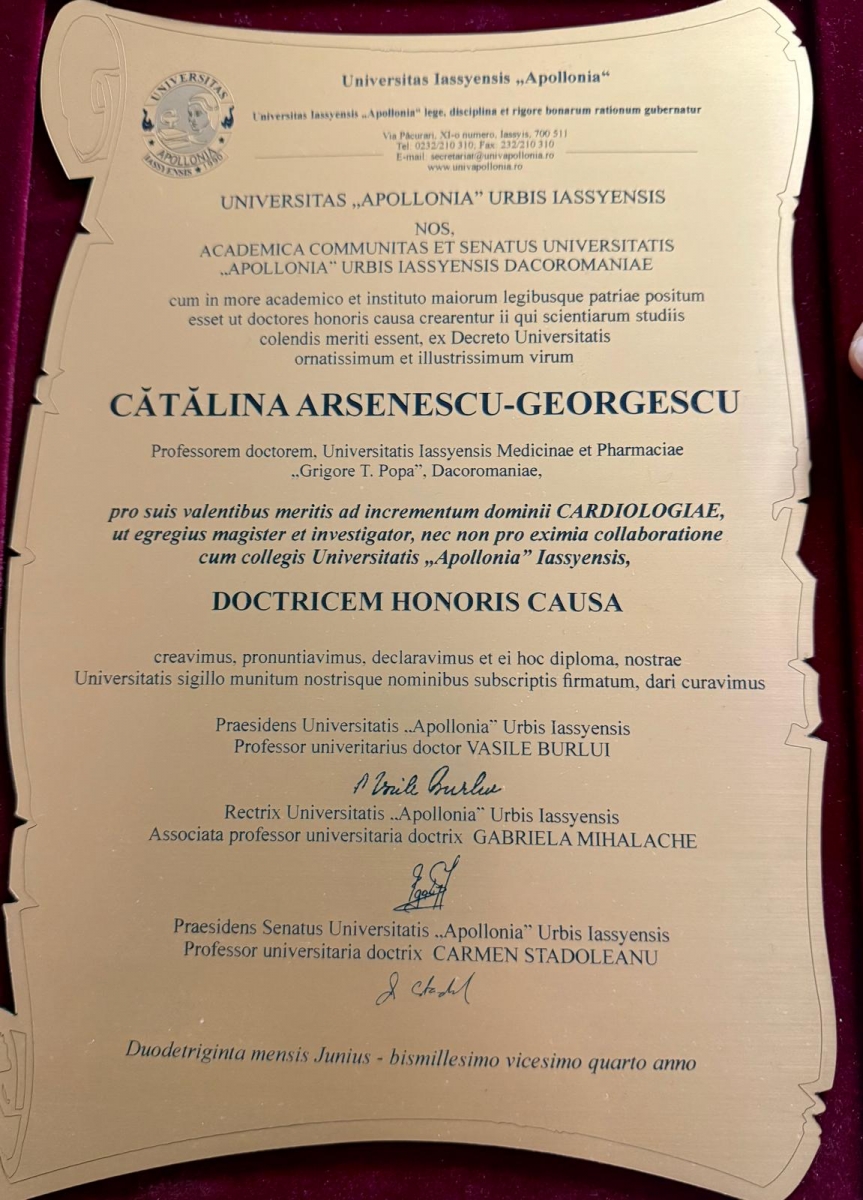 UNIVERSITAS
APOLLONIA
IASSYENSIS
Universitas Iassyensis „Apollonia“
Universitas Iassyensis „Apollonia“ lege, disciplina et rigore bonarum rationum gubernatur
Via Păcurari, XI-o numero, Iassyis, 700 511
Tel. 0232/210 310, Fax: 232/210 310
E-mail: secretariat@univapollonia.ro
www.univapollonia.ro
UNIVERSITAS „APOLLONIA” URBIS IASSYENSIS
NOS,
ACADEMICA COMMUNITAS ET SENATUS UNIVERSITATIS
„APOLLONIA” URBIS IASSYENSIS DACOROMANIAE
cum in more academico et instituto maiorum legibusque patriae positum
esset ut doctores honoris causa crearentur ii qui scientiarum studiis
colendis meriti essent, ex Decreto Universitatis
ornatissimum et illustrissimum virum
CĂTĂLINA ARSENESCU-GEORGESCU
Professorem doctorem, Universitatis Iassyensis Medicinae et Pharmaciae
„Grigore T. Popa”, Dacoromaniae,
pro suis valentibus meritis ad incrementum dominii CARDIOLOGIAE,
ut egregius magister et investigator, nec non pro eximia collaboratione
cum collegis Universitatis „Apollonia” Iassyensis,
DOCTRICEM HONORIS CAUSA
creavimus, pronuntiavimus, declaravimus et ei hoc diploma, nostrae
Universitatis sigillo munitum nostrisque nominibus subscriptis firmatum, dari curavimus
Praesidens Universitatis „Apollonia” Urbis Iassyensis
Professor univeritarius doctor VASILE BURLUI
Vasile Burlui
Rectrix Universitatis „Apollonia” Urbis Iassyensis
Associata professor universitaria doctrix GABRIELA MIHALACHE
Praesidens Senatus Universitatis „Apollonia” Urbis Iassyensis
Professor universitaria doctrix CARMEN STADOLEANU
Duodetriginta mensis Junius - bismillesimo vicesimo quarto anno